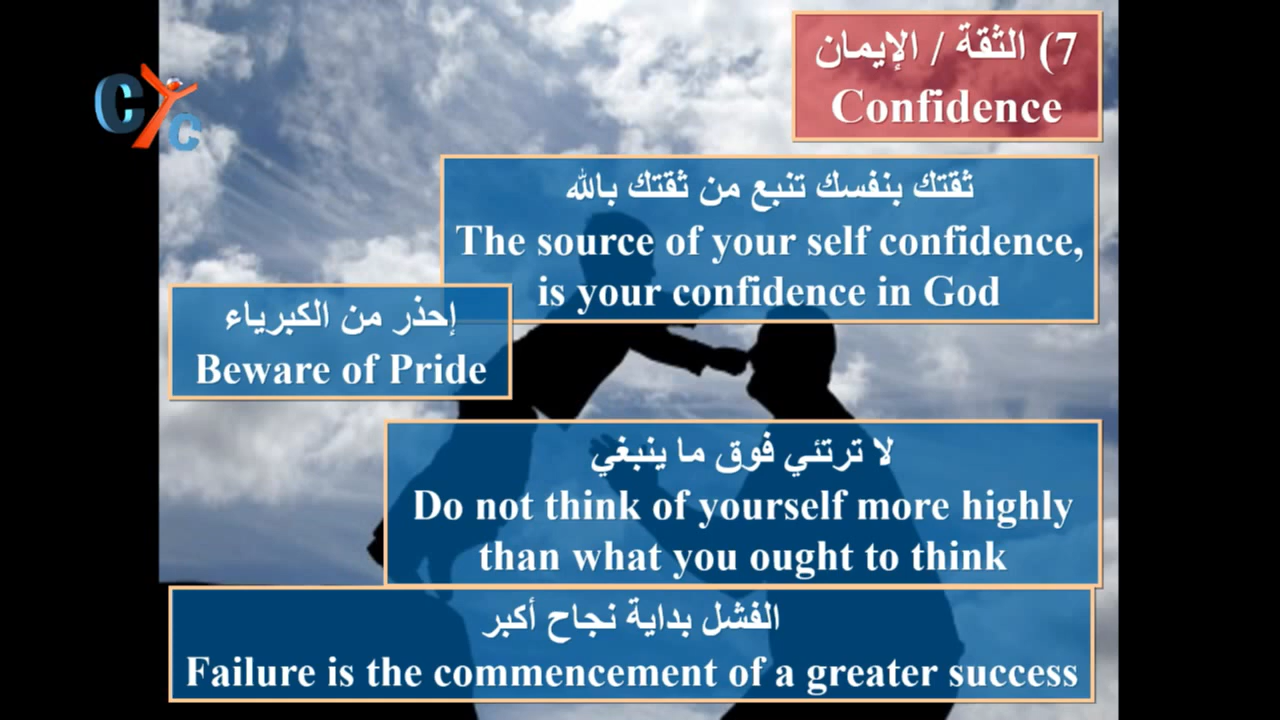 CYC
7) الثقة / الإيمان
Confidence
ثقتك بنفسك تنبع من ثقتك بالله
The source of your self confidence,
is your confidence in God
إحذر من الكبرياء
Beware of Pride
لا ترتئي فوق ما ينبغي
Do not think of yourself more highly
than what you ought to think
الفشل بداية نجاح أكبر
Failure is the commencement of a greater success